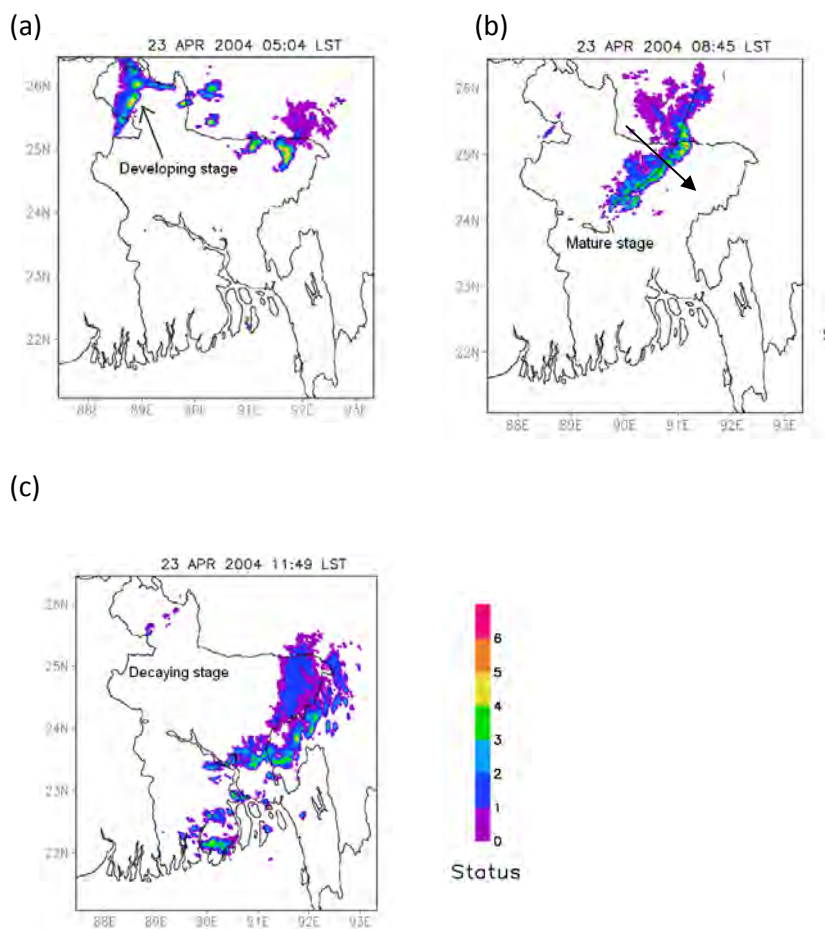 (a)
23 APR 2004 05:04 LST
26N
25N
24N
23N
22N
Developing stage
88E 89E 90E 91E 92E 93E
(b)
23 APR 2004 08:45 LST
26N
25N
24N
23N
22N
Mature stage
88E 89E 90E 91E 92E 93E
(c)
23 APR 2004 11:49 LST
26N
25N
24N
23N
22N
Decaying stage
88E 89E 90E 91E 92E 93E
6
5
4
3
2
1
0
Status